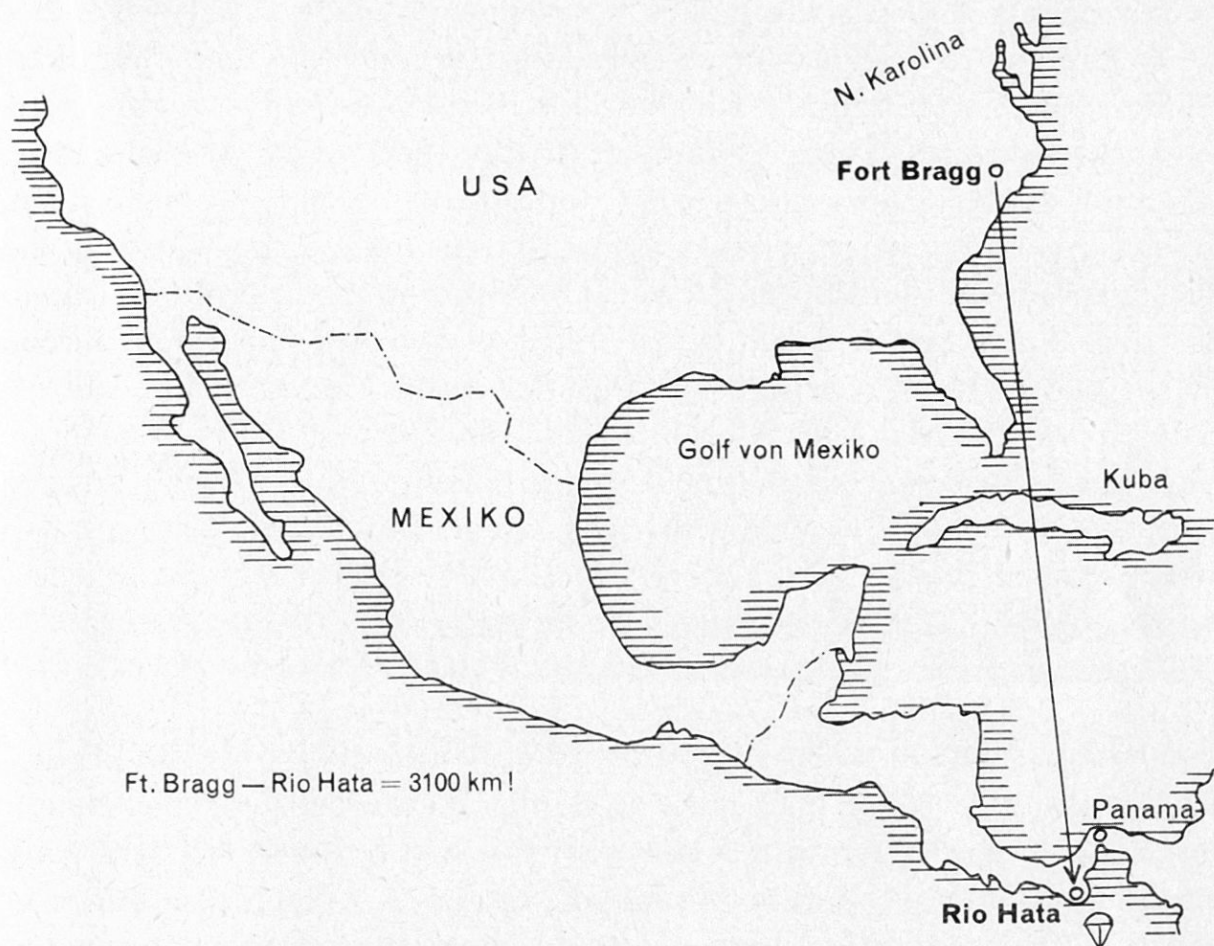 N. Karolina
Fort Bragg
USA
Golf von Mexiko
Kuba
MEXIKO
Ft. Bragg — Rio Hata = 3100 km!
Panama-
Rio Hata